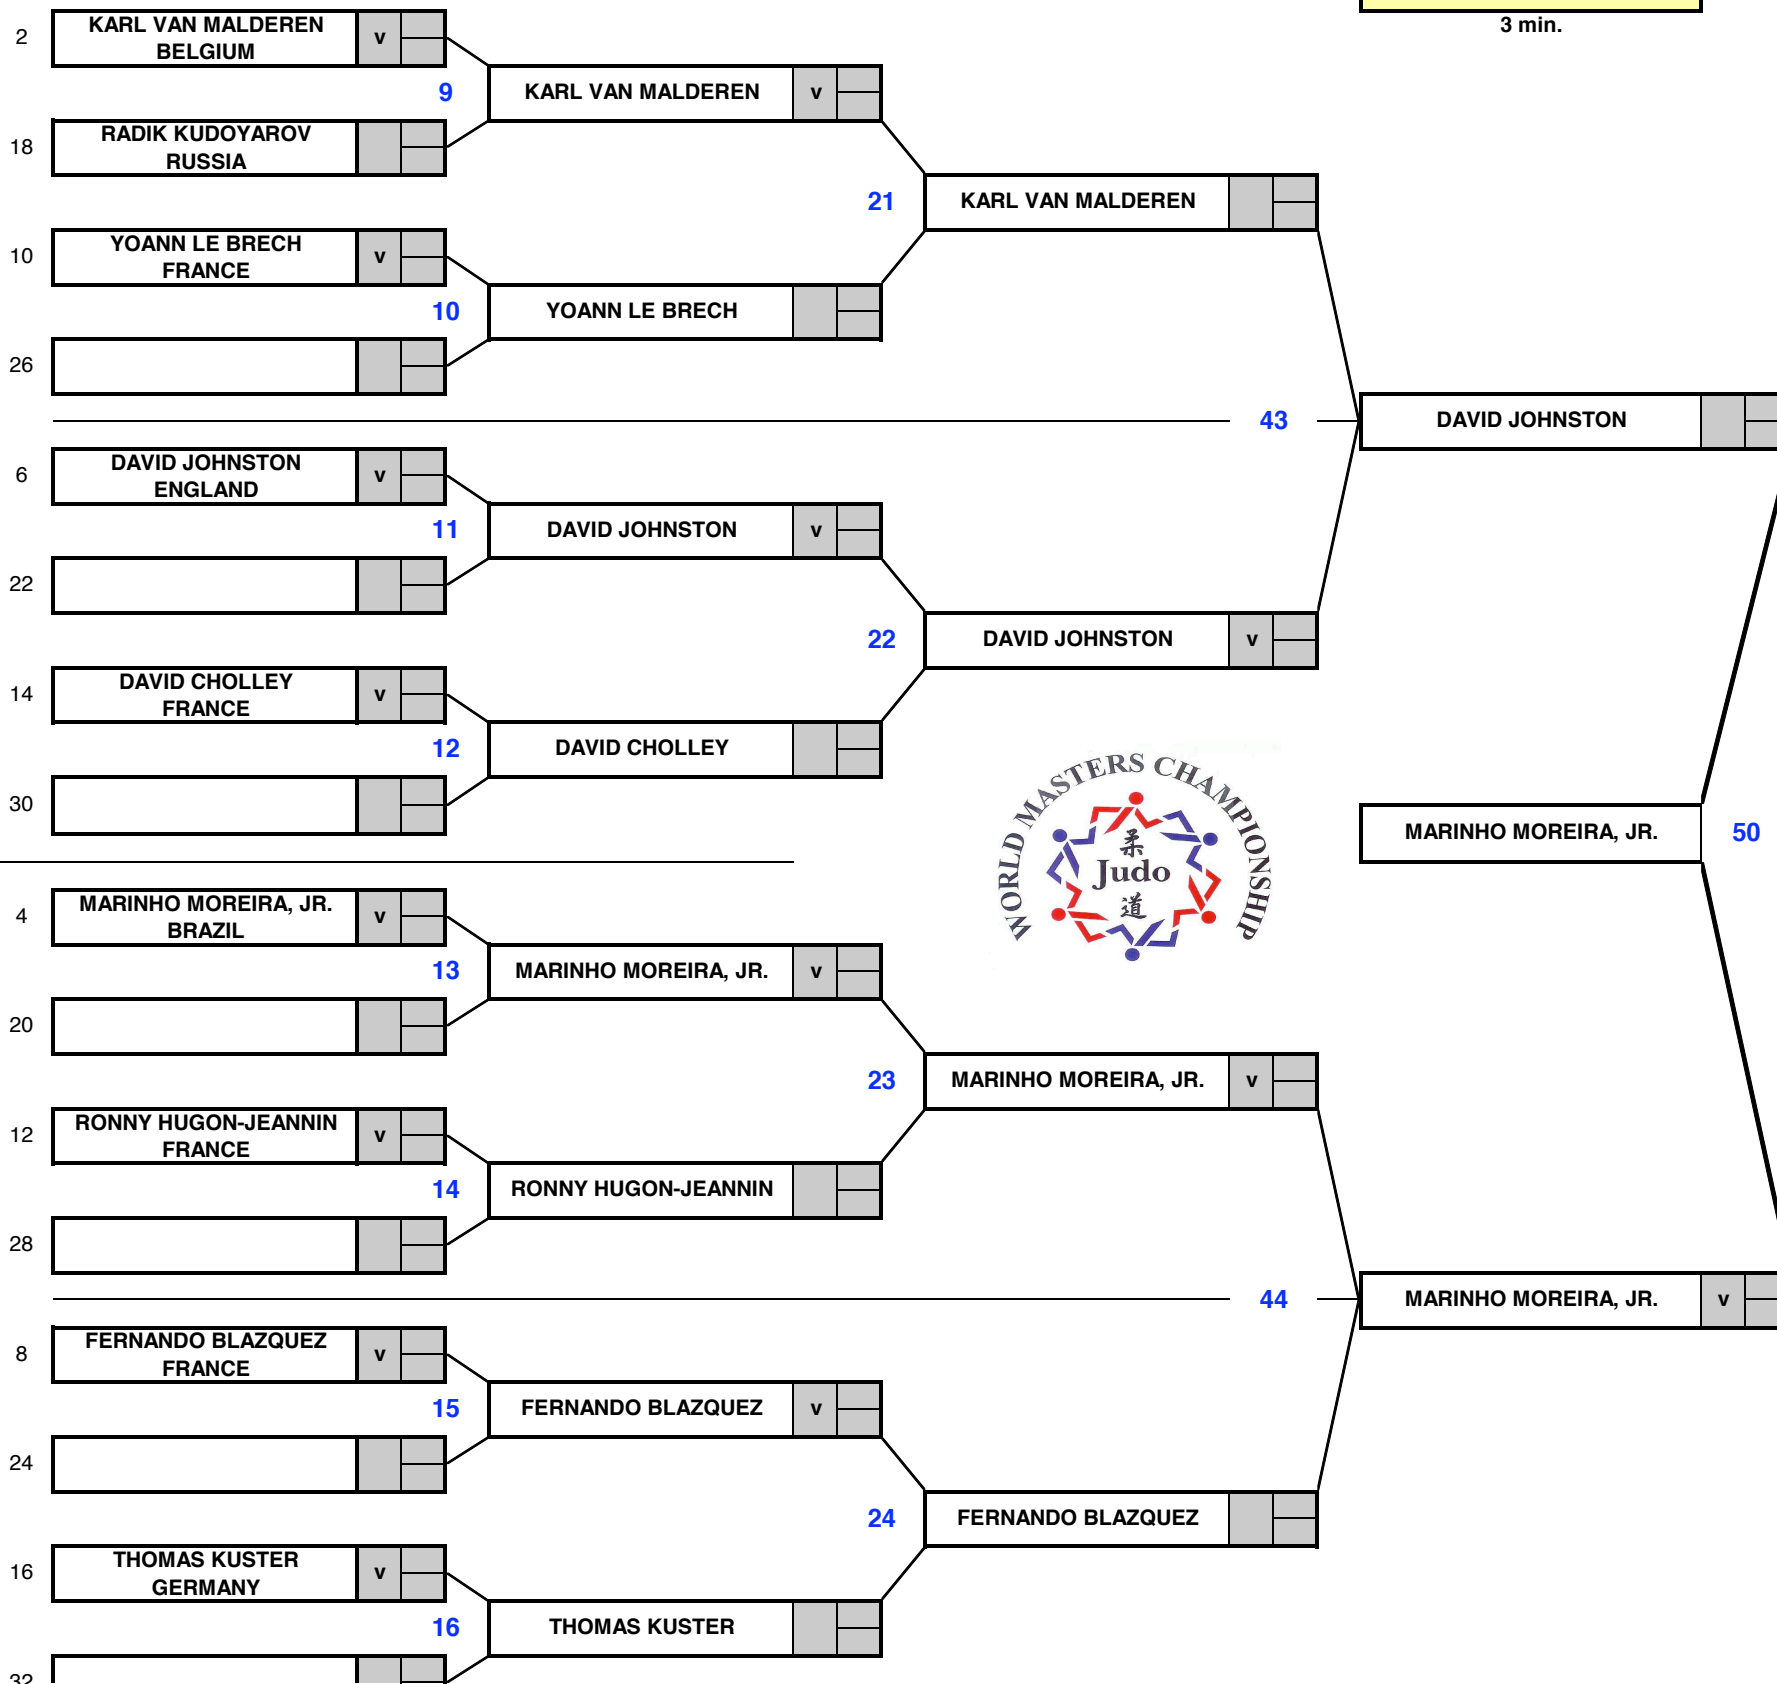 3 min.
2
KARL VAN MALDEREN
BELGIUM
v
9
KARL VAN MALDEREN
v
18
RADIK KUDOYAROV
RUSSIA
21
KARL VAN MALDEREN
10
YOANN LE BRECH
FRANCE
v
10
YOANN LE BRECH
26
43
DAVID JOHNSTON
6
DAVID JOHNSTON
ENGLAND
v
11
DAVID JOHNSTON
v
22
22
DAVID JOHNSTON
v
14
DAVID CHOLLEY
FRANCE
v
12
DAVID CHOLLEY
30
WORLD MASTERS CHAMPIONSHIP
柔
Judo
道
MARINHO MOREIRA, JR.
50
4
MARINHO MOREIRA, JR.
BRAZIL
v
13
MARINHO MOREIRA, JR.
v
20
23
MARINHO MOREIRA, JR.
v
12
RONNY HUGON-JEANNIN
FRANCE
v
14
RONNY HUGON-JEANNIN
28
44
MARINHO MOREIRA, JR.
v
8
FERNANDO BLAZQUEZ
FRANCE
v
15
FERNANDO BLAZQUEZ
v
24
24
FERNANDO BLAZQUEZ
16
THOMAS KUSTER
GERMANY
v
16
THOMAS KUSTER
32